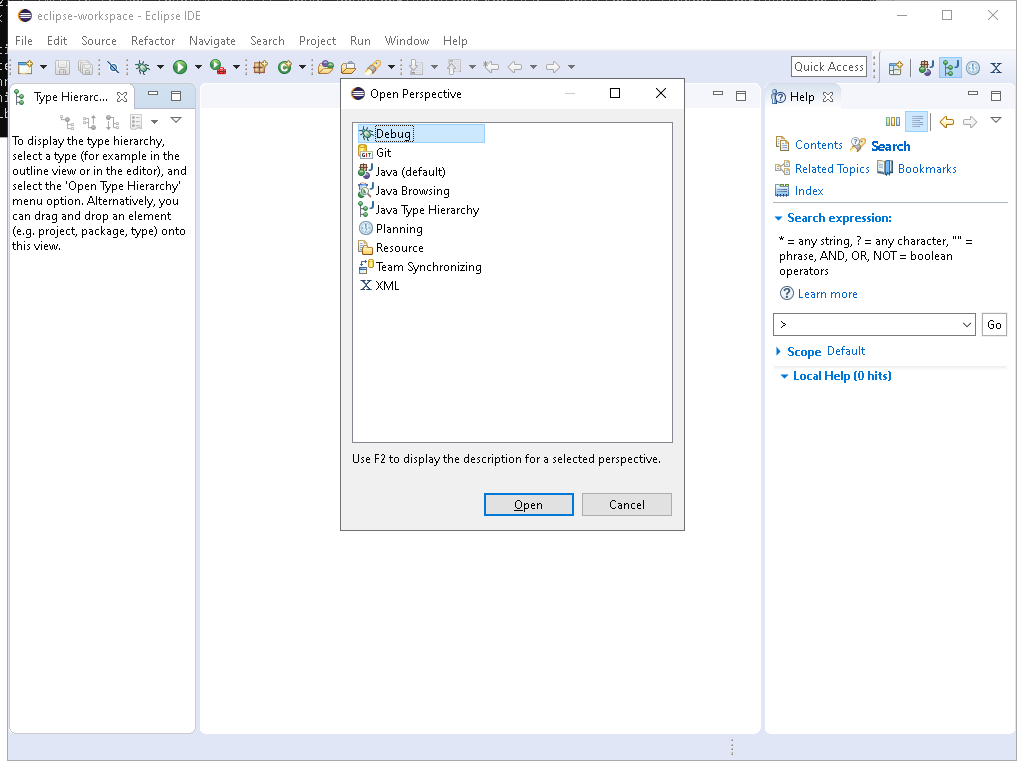 eclipse-workspace - Eclipse IDE
File Edit Source Refactor Navigate Search Project Run Window Help
Quick Access
Type Hierarc...
To display the type hierarchy,
select a type (for example in the
outline view or in the editor), and
select the 'Open Type Hierarchy'
menu option. Alternatively, you
can drag and drop an element
(e.g. project, package, type) onto
this view.
Open Perspective
Debug
GIT Git
Java (default)
Java Browsing
Java Type Hierarchy
Planning
Resource
Team Synchronizing
X XML
Use F2 to display the description for a selected perspective.
Open Cancel
Help
Contents Search
Related Topics Bookmarks
Index
Search expression:
* = any string, ? = any character, "" =
phrase, AND, OR, NOT = boolean
operators
Learn more
> Go
Scope Default
Local Help (0 hits)